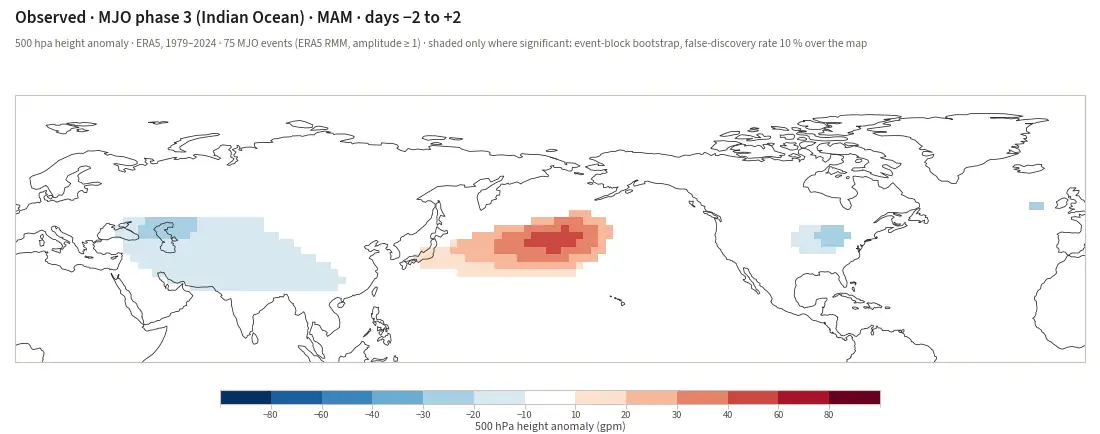 Observed · MJO phase 3 (Indian Ocean) · MAM · days −2 to +2
500 hpa height anomaly · ERA5, 1979–2024 · 75 MJO events (ERA5 RMM, amplitude ≥ 1) · shaded only where significant: event-block bootstrap, false-discovery rate 10 % over the map
−80 −60 −40 −30 −20 −10 10 20 30 40 60 80
500 hPa height anomaly (gpm)